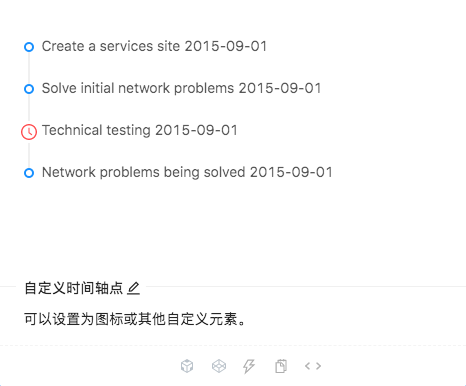 Create a services site 2015-09-01
Solve initial network problems 2015-09-01
Technical testing 2015-09-01
Network problems being solved 2015-09-01
自定义时间轴点
可以设置为图标或其他自定义元素。